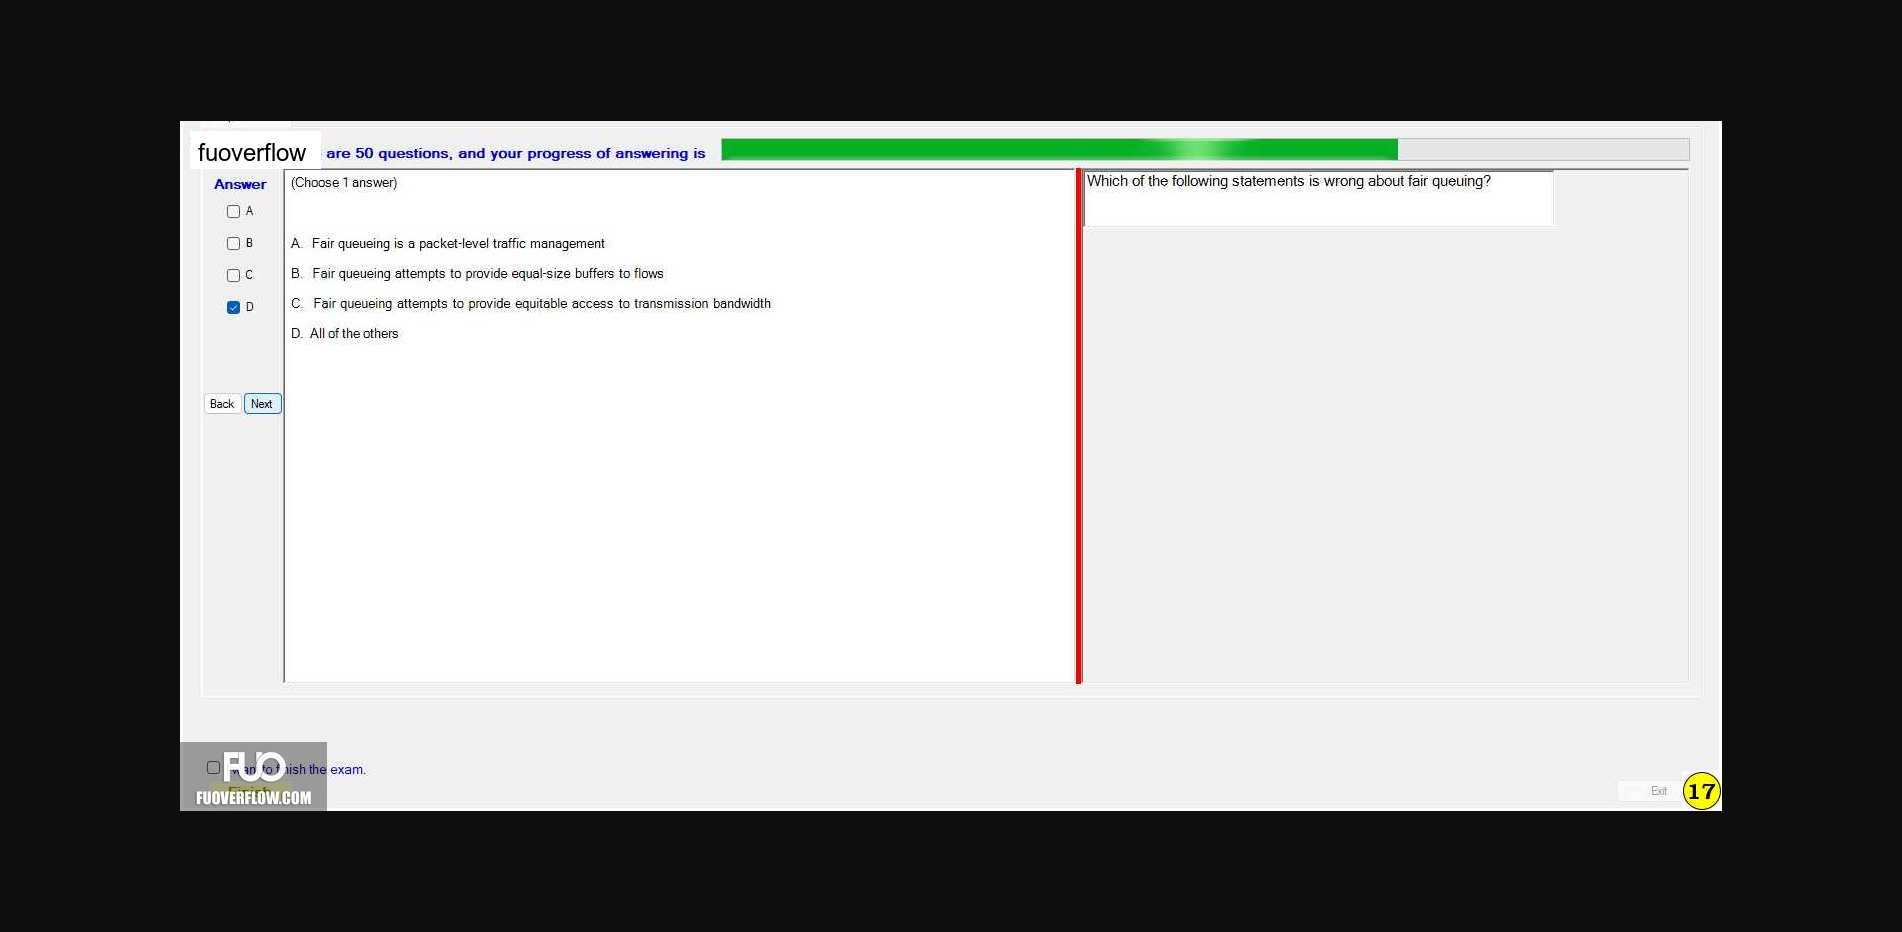 fuoverflow are 50 questions, and your progress of answering is
Answer
A
B
C
D
Back Next
(Choose 1 answer)
A. Fair queueing is a packet-level traffic management
B. Fair queueing attempts to provide equal-size buffers to flows
C. Fair queueing attempts to provide equitable access to transmission bandwidth
D. All of the others
Which of the following statements is wrong about fair queuing?
want to finish the exam.
Finish
FUO
FUOVERFLOW.COM
Exit
17